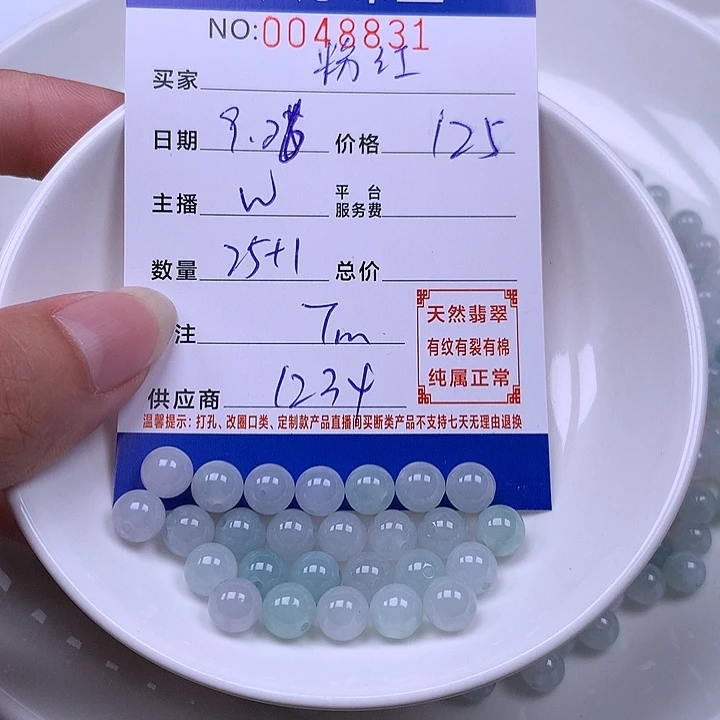 NO:0048831
买家 粉红
日期 9.26 价格 125
主播 W 平台服务费
数量 25+1 总价
注 7m
供应商 1234
天然翡翠
有纹有裂有棉
纯属正常
温馨提示：打孔、改圈口类、定制款产品直播间买断类产品不支持七天无理由退换